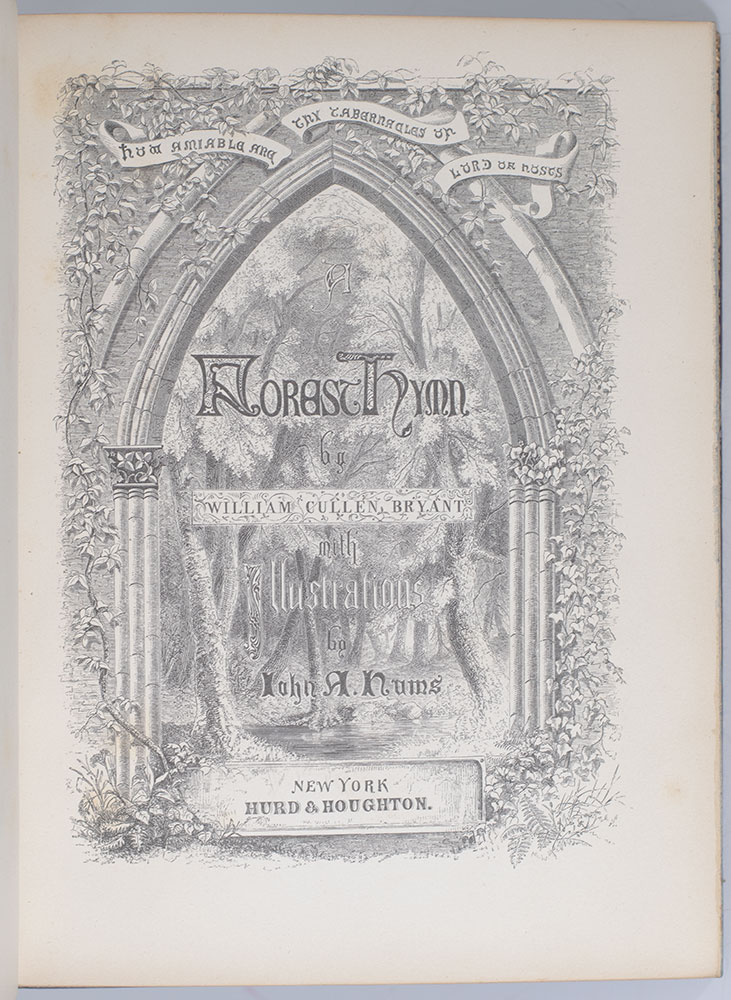 HOW AMIABLE ARE
THY TABERNACLES OH
LORD OF HOSTS
A
FOREST HYMN
by
WILLIAM CULLEN BRYANT
with
Illustrations
by
John A. Hows
NEW YORK
HURD & HOUGHTON.